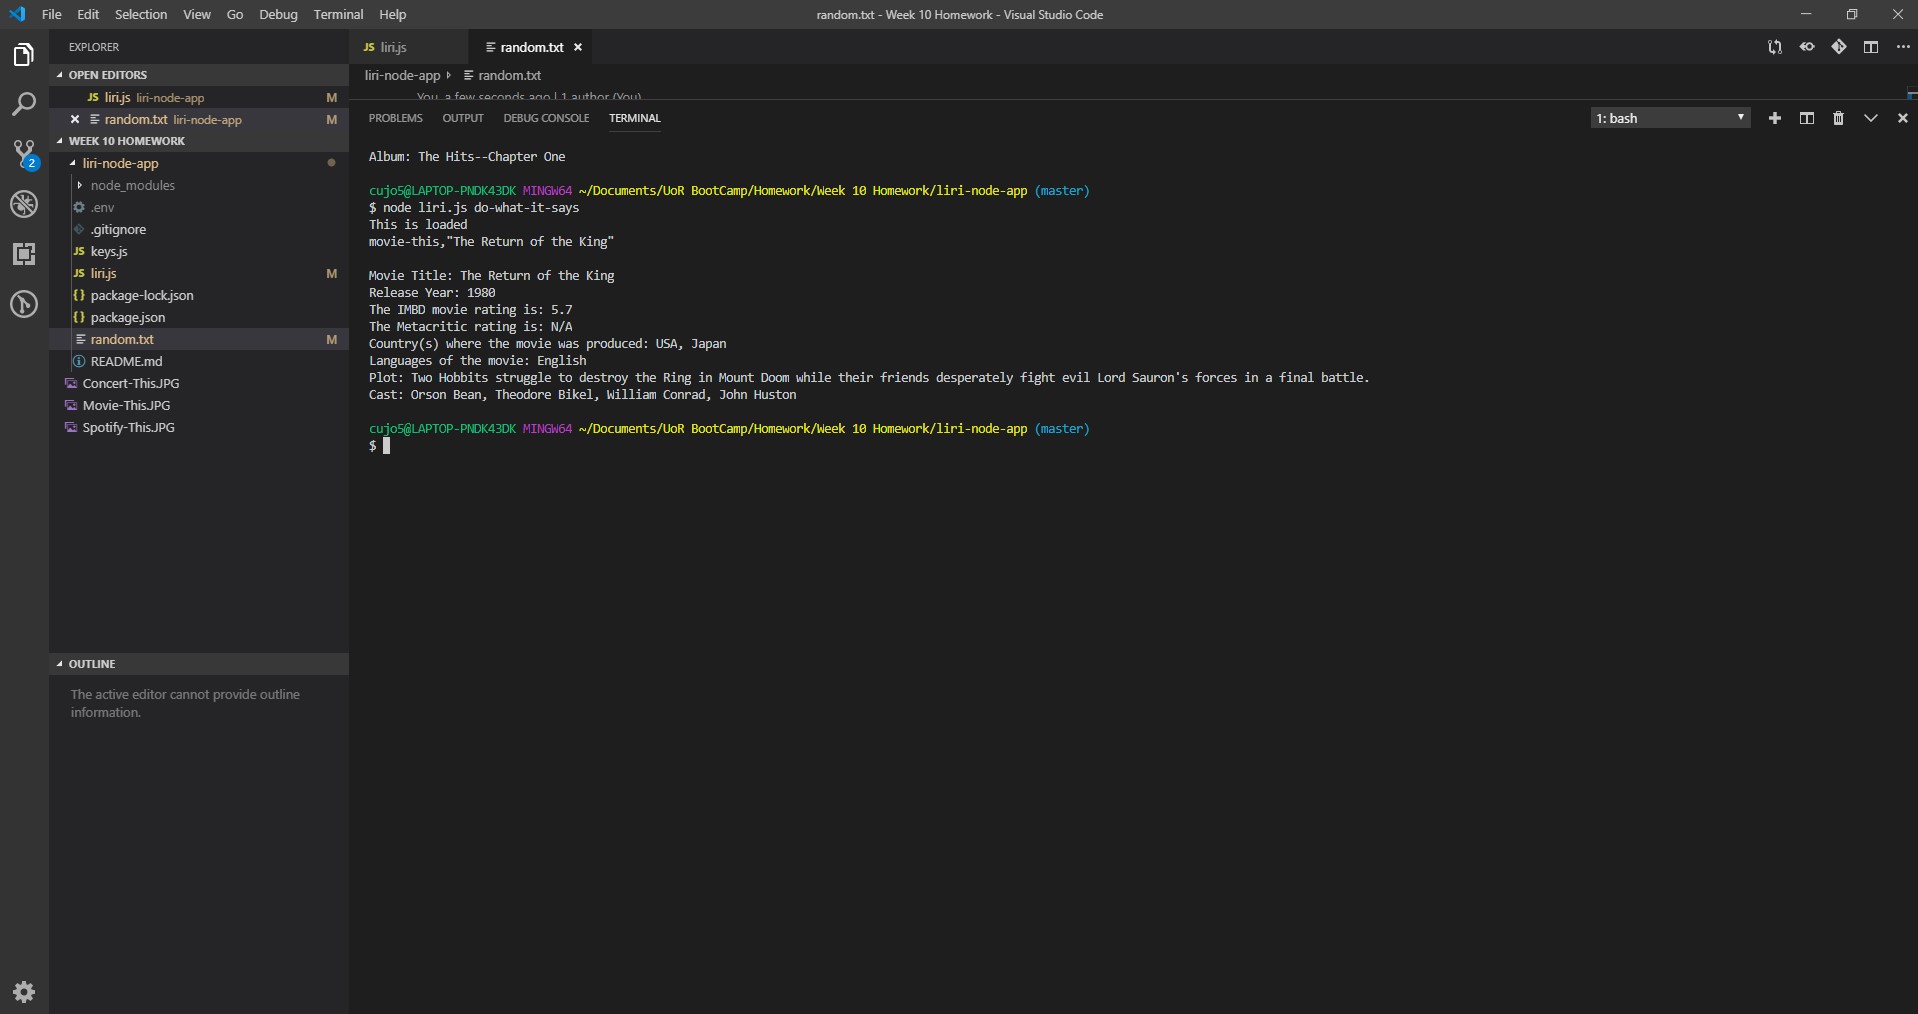 File Edit Selection View Go Debug Terminal Help
random.txt - Week 10 Homework - Visual Studio Code
EXPLORER
OPEN EDITORS
JS liri.js liri-node-app M
random.txt liri-node-app M
WEEK 10 HOMEWORK
liri-node-app
node_modules
.env
.gitignore
JS keys.js
JS liri.js M
{} package-lock.json
{} package.json
random.txt M
README.md
Concert-This.JPG
Movie-This.JPG
Spotify-This.JPG
2
OUTLINE
The active editor cannot provide outline
information.
JS liri.js
random.txt
liri-node-app random.txt
You, a few seconds ago | 1 author (You)
PROBLEMS OUTPUT DEBUG CONSOLE TERMINAL
1: bash
Album: The Hits--Chapter One
cujo5@LAPTOP-PNDK43DK MINGW64 ~/Documents/UoR BootCamp/Homework/Week 10 Homework/liri-node-app (master)
$ node liri.js do-what-it-says
This is loaded
movie-this,"The Return of the King"
Movie Title: The Return of the King
Release Year: 1980
The IMBD movie rating is: 5.7
The Metacritic rating is: N/A
Country(s) where the movie was produced: USA, Japan
Languages of the movie: English
Plot: Two Hobbits struggle to destroy the Ring in Mount Doom while their friends desperately fight evil Lord Sauron's forces in a final battle.
Cast: Orson Bean, Theodore Bikel, William Conrad, John Huston
cujo5@LAPTOP-PNDK43DK MINGW64 ~/Documents/UoR BootCamp/Homework/Week 10 Homework/liri-node-app (master)
$